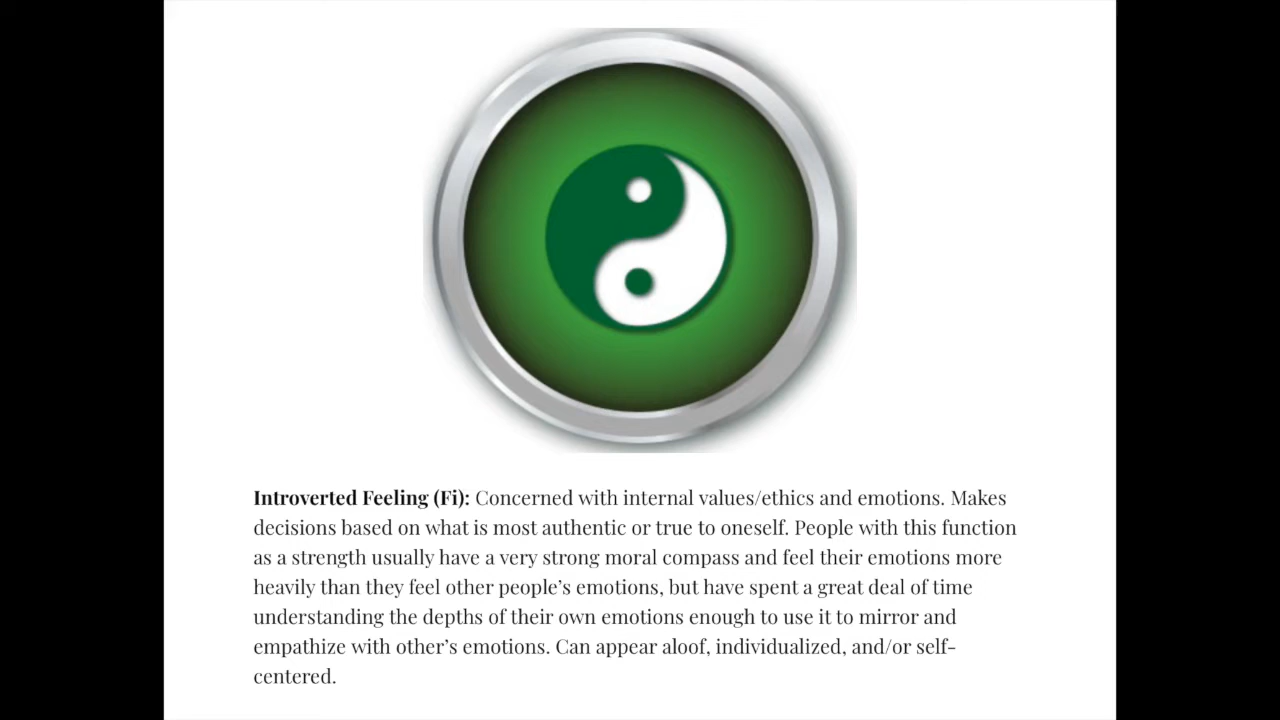 Introverted Feeling (Fi): Concerned with internal values/ethics and emotions. Makes
decisions based on what is most authentic or true to oneself. People with this function
as a strength usually have a very strong moral compass and feel their emotions more
heavily than they feel other people’s emotions, but have spent a great deal of time
understanding the depths of their own emotions enough to use it to mirror and
empathize with other’s emotions. Can appear aloof, individualized, and/or self-
centered.